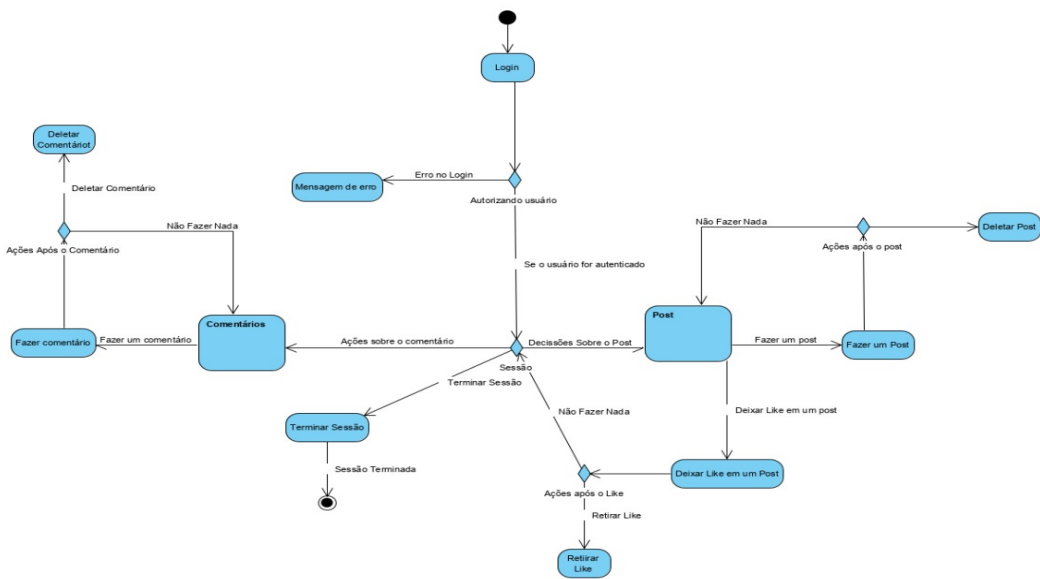 Login
Deletar
Comentáriot
Erro no Login
Mensagem de erro
Autorizando usuário
Deletar Comentário
Não Fazer Nada
Ações Após o Comentário
Não Fazer Nada
Deletar Post
Ações após o post
Se o usuário for autenticado
Comentários
Post
Fazer comentário
Fazer um comentário
Ações sobre o comentário
Decissões Sobre o Post
Fazer um post
Fazer um Post
Sessão
Terminar Sessão
Não Fazer Nada
Deixar Like em um post
Terminar Sessão
Sessão Terminada
Deixar Like em um Post
Ações após o Like
Retirar Like
Retiirar
Like